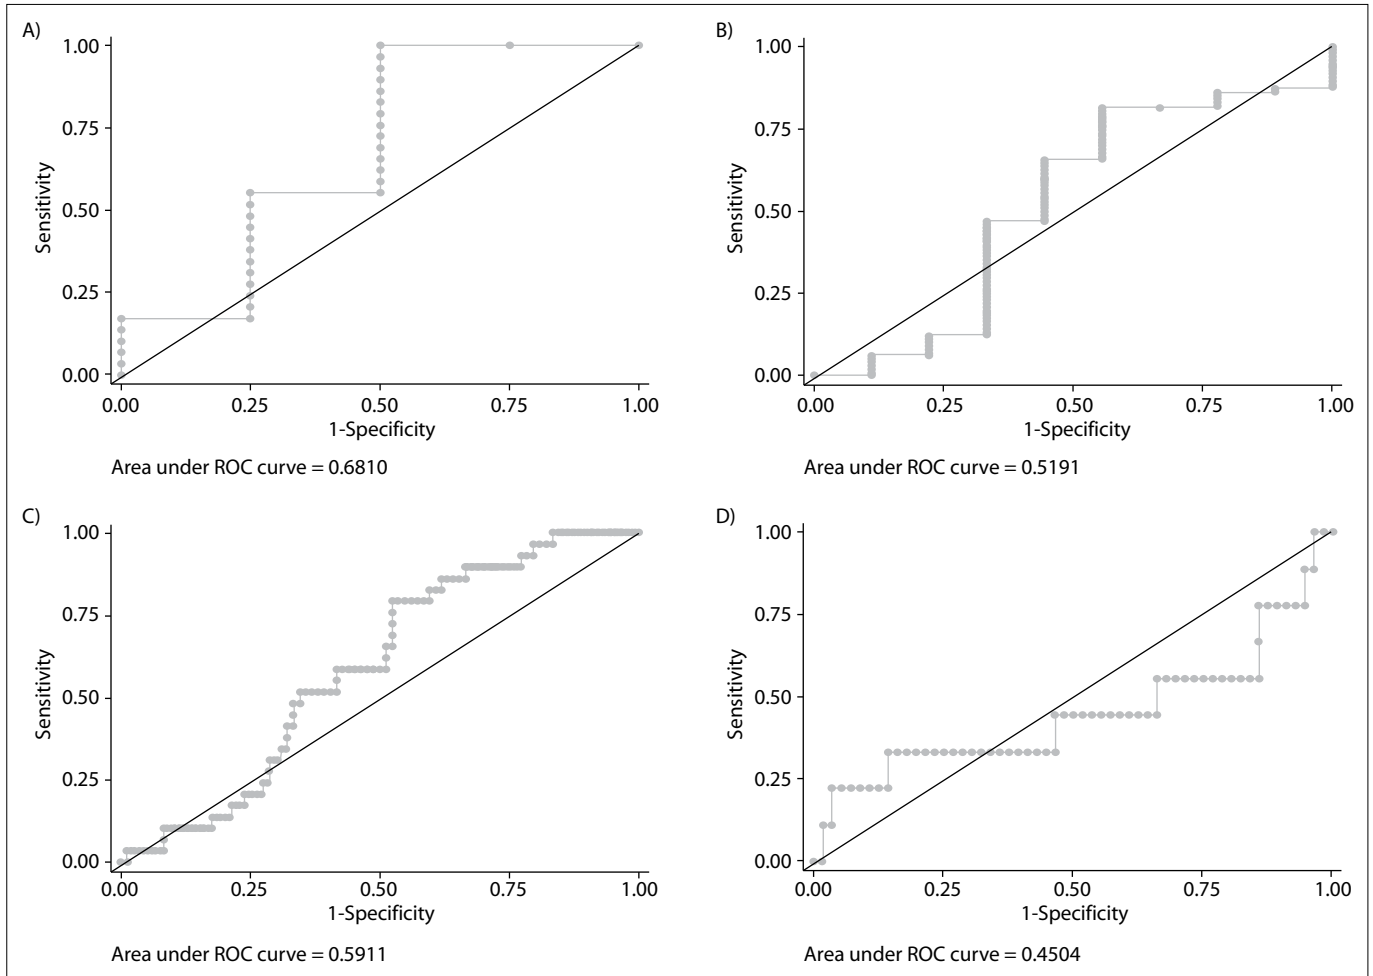 A)
1.00
0.75
0.50
0.25
0.00
Sensitivity
0.00 0.25 0.50 0.75 1.00
1-Specificity
Area under ROC curve = 0.6810
B)
1.00
0.75
0.50
0.25
0.00
Sensitivity
0.00 0.25 0.50 0.75 1.00
1-Specificity
Area under ROC curve = 0.5191
C)
1.00
0.75
0.50
0.25
0.00
Sensitivity
0.00 0.25 0.50 0.75 1.00
1-Specificity
Area under ROC curve = 0.5911
D)
1.00
0.75
0.50
0.25
0.00
Sensitivity
0.00 0.25 0.50 0.75 1.00
1-Specificity
Area under ROC curve = 0.4504